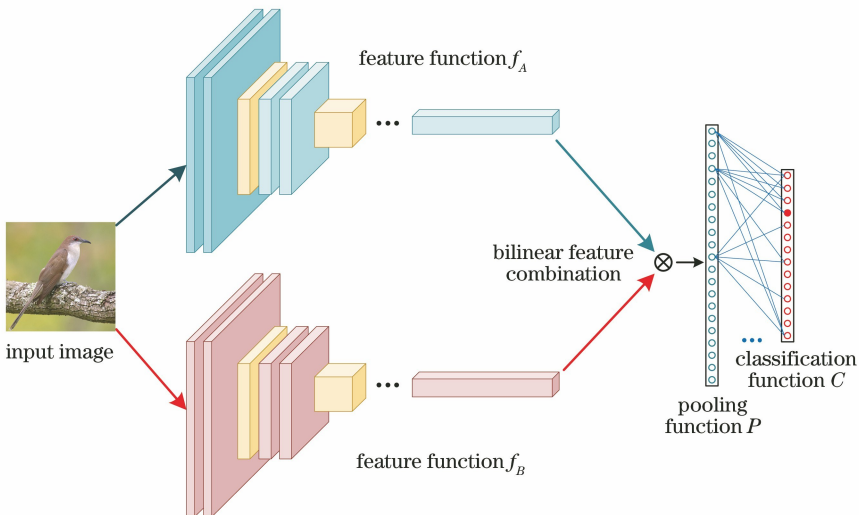 feature function f_A
input image
bilinear feature
combination
⊗
...
classification
function C
pooling
function P
feature function f_B